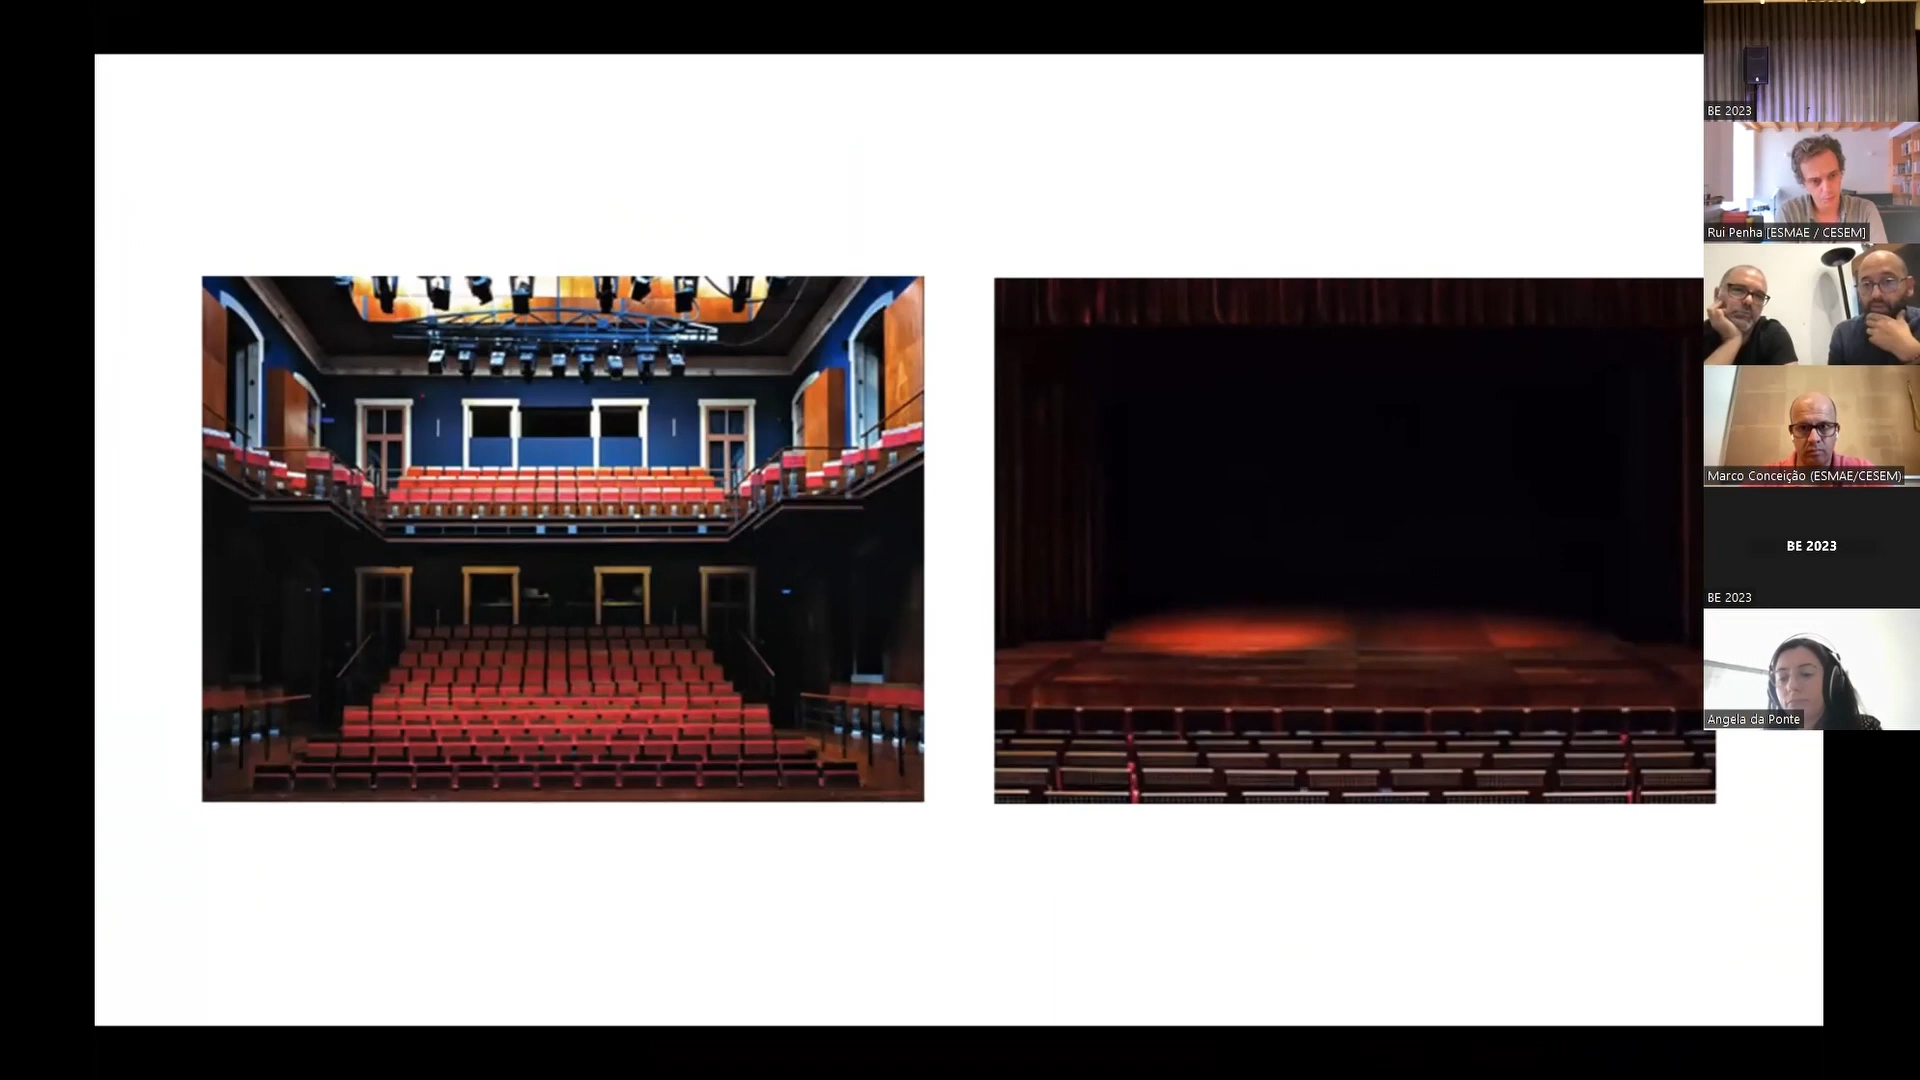 BE 2023
Rui Penha [ESMAE / CESEM]
Marco Conceição (ESMAE/CESEM)
BE 2023
BE 2023
Angela da Ponte